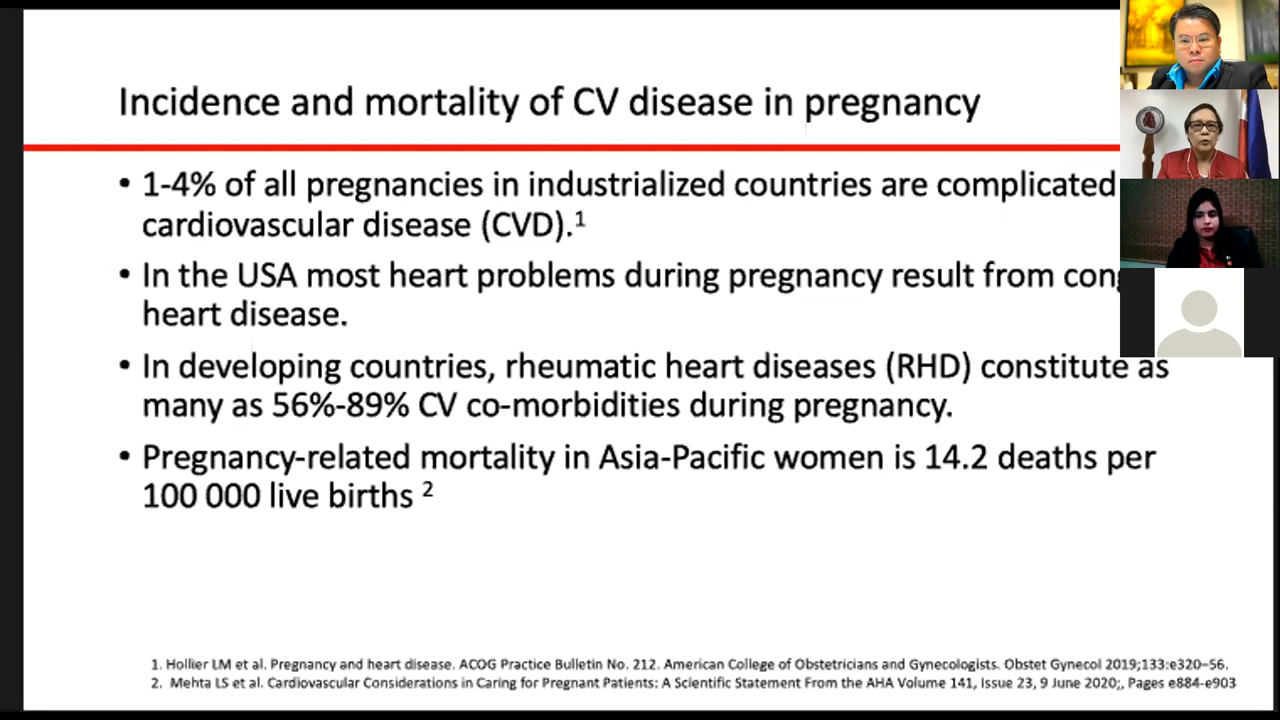 Incidence and mortality of CV disease in pregnancy
• 1-4% of all pregnancies in industrialized countries are complicated
cardiovascular disease (CVD).1
• In the USA most heart problems during pregnancy result from
heart disease.
• In developing countries, rheumatic heart diseases (RHD) constitute as
many as 56%-89% CV co-morbidities during pregnancy.
• Pregnancy-related mortality in Asia-Pacific women is 14.2 deaths per
100 000 live births 2
1. Hollier LM et al. Pregnancy and heart disease. ACOG Practice Bulletin No. 212. American College of Obstetricians and Gynecologists. Obstet Gynecol 2019;133:e320–56.
2. Mehta LS et al. Cardiovascular Considerations in Caring for Pregnant Patients: A Scientific Statement From the AHA Volume 141, Issue 23, 9 June 2020;, Pages e884-e903